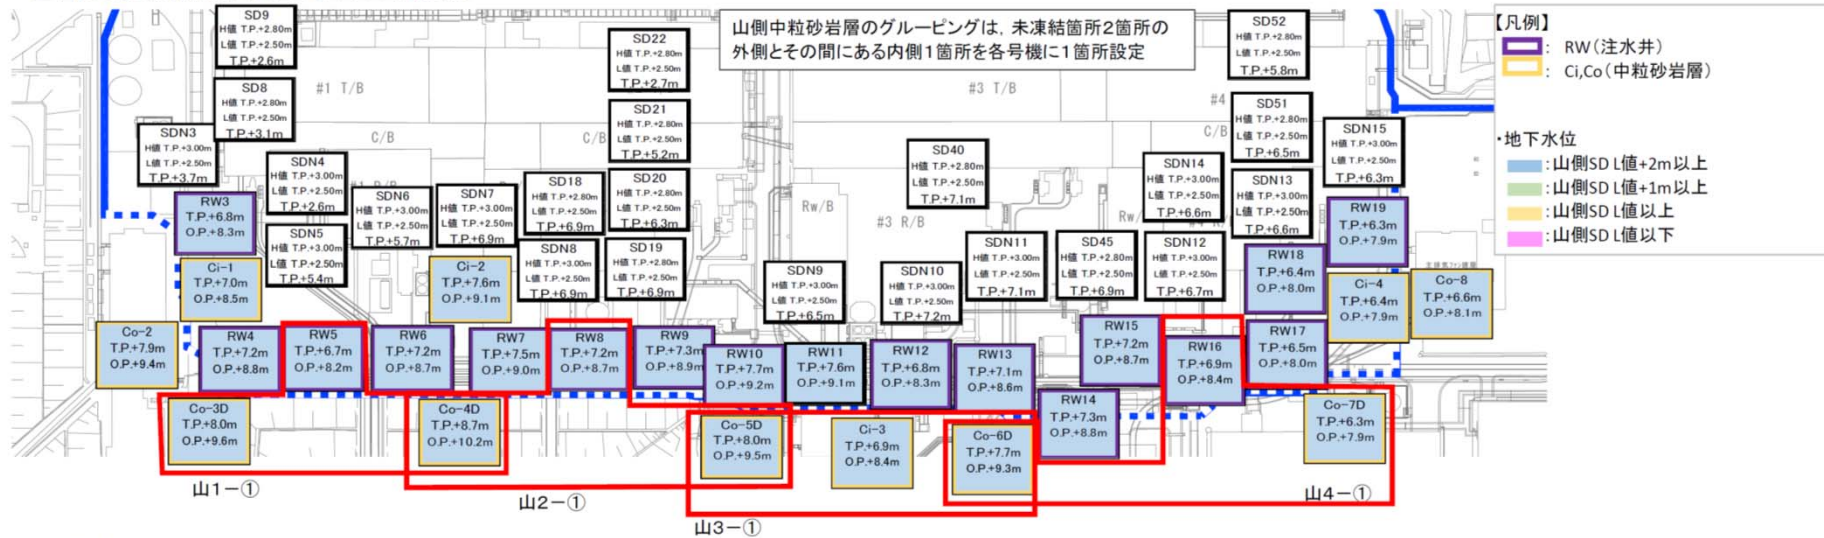 SD9
H値 T.P.+2.80m
L値 T.P.+2.50m
T.P.+2.6m
SD8
H値 T.P.+2.80m
L値 T.P.+2.50m
T.P.+3.1m
SDN3
H値 T.P.+3.00m
L値 T.P.+2.50m
T.P.+3.7m
SDN4
H値 T.P.+3.00m
L値 T.P.+2.50m
T.P.+2.6m
SDN5
H値 T.P.+3.00m
L値 T.P.+2.50m
T.P.+5.4m
SDN6
H値 T.P.+3.00m
L値 T.P.+2.50m
T.P.+5.7m
SDN7
H値 T.P.+3.00m
L値 T.P.+2.50m
T.P.+6.9m
SD18
H値 T.P.+2.80m
L値 T.P.+2.50m
T.P.+6.9m
SDN8
H値 T.P.+3.00m
L値 T.P.+2.50m
T.P.+6.9m
SD22
H値 T.P.+2.80m
L値 T.P.+2.50m
T.P.+2.7m
SD21
H値 T.P.+2.80m
L値 T.P.+2.50m
T.P.+5.2m
SD20
H値 T.P.+2.80m
L値 T.P.+2.50m
T.P.+6.3m
SD19
H値 T.P.+2.80m
L値 T.P.+2.50m
T.P.+6.9m
山側中粒砂岩層のグルーピングは,未凍結箇所2箇所の
外側とその間にある内側1箇所を各号機に1箇所設定
SDN9
H値 T.P.+3.00m
L値 T.P.+2.50m
T.P.+6.5m
SD40
H値 T.P.+2.80m
L値 T.P.+2.50m
T.P.+7.1m
SDN10
H値 T.P.+3.00m
L値 T.P.+2.50m
T.P.+7.2m
SDN11
H値 T.P.+3.00m
L値 T.P.+2.50m
T.P.+7.1m
SD45
H値 T.P.+2.80m
L値 T.P.+2.50m
T.P.+6.9m
SDN14
H値 T.P.+3.00m
L値 T.P.+2.50m
T.P.+6.6m
SDN12
H値 T.P.+3.00m
L値 T.P.+2.50m
T.P.+6.7m
SD52
H値 T.P.+2.80m
L値 T.P.+2.50m
T.P.+5.8m
SD51
H値 T.P.+2.80m
L値 T.P.+2.50m
T.P.+6.5m
SDN13
H値 T.P.+3.00m
L値 T.P.+2.50m
T.P.+6.6m
SDN15
H値 T.P.+3.00m
L値 T.P.+2.50m
T.P.+6.3m
#1 T/B
C/B
C/B
Rw/B
#3 T/B
#3 R/B
#4
C/B
RW3
T.P.+6.8m
O.P.+8.3m
Ci-1
T.P.+7.0m
O.P.+8.5m
Ci-2
T.P.+7.6m
O.P.+9.1m
RW19
T.P.+6.3m
O.P.+7.9m
RW18
T.P.+6.4m
O.P.+8.0m
Ci-4
T.P.+6.4m
O.P.+7.9m
Co-8
T.P.+6.6m
O.P.+8.1m
Co-2
T.P.+7.9m
O.P.+9.4m
RW4
T.P.+7.2m
O.P.+8.8m
RW5
T.P.+6.7m
O.P.+8.2m
RW6
T.P.+7.2m
O.P.+8.7m
RW7
T.P.+7.5m
O.P.+9.0m
RW8
T.P.+7.2m
O.P.+8.7m
RW9
T.P.+7.3m
O.P.+8.9m
RW10
T.P.+7.7m
O.P.+9.2m
RW11
T.P.+7.6m
O.P.+9.1m
RW12
T.P.+6.8m
O.P.+8.3m
RW13
T.P.+7.1m
O.P.+8.6m
RW15
T.P.+7.2m
O.P.+8.7m
RW16
T.P.+6.9m
O.P.+8.4m
RW17
T.P.+6.5m
O.P.+8.0m
RW14
T.P.+7.3m
O.P.+8.8m
Co-3D
T.P.+8.0m
O.P.+9.6m
Co-4D
T.P.+8.7m
O.P.+10.2m
Co-5D
T.P.+8.0m
O.P.+9.5m
Ci-3
T.P.+6.9m
O.P.+8.4m
Co-6D
T.P.+7.7m
O.P.+9.3m
Co-7D
T.P.+6.3m
O.P.+7.9m
山1-①
山2-①
山3-①
山4-①
【凡例】
: RW(注水井)
: Ci,Co(中粒砂岩層)
・地下水位
:山側SD L値+2m以上
:山側SD L値+1m以上
:山側SD L値以上
:山側SD L値以下